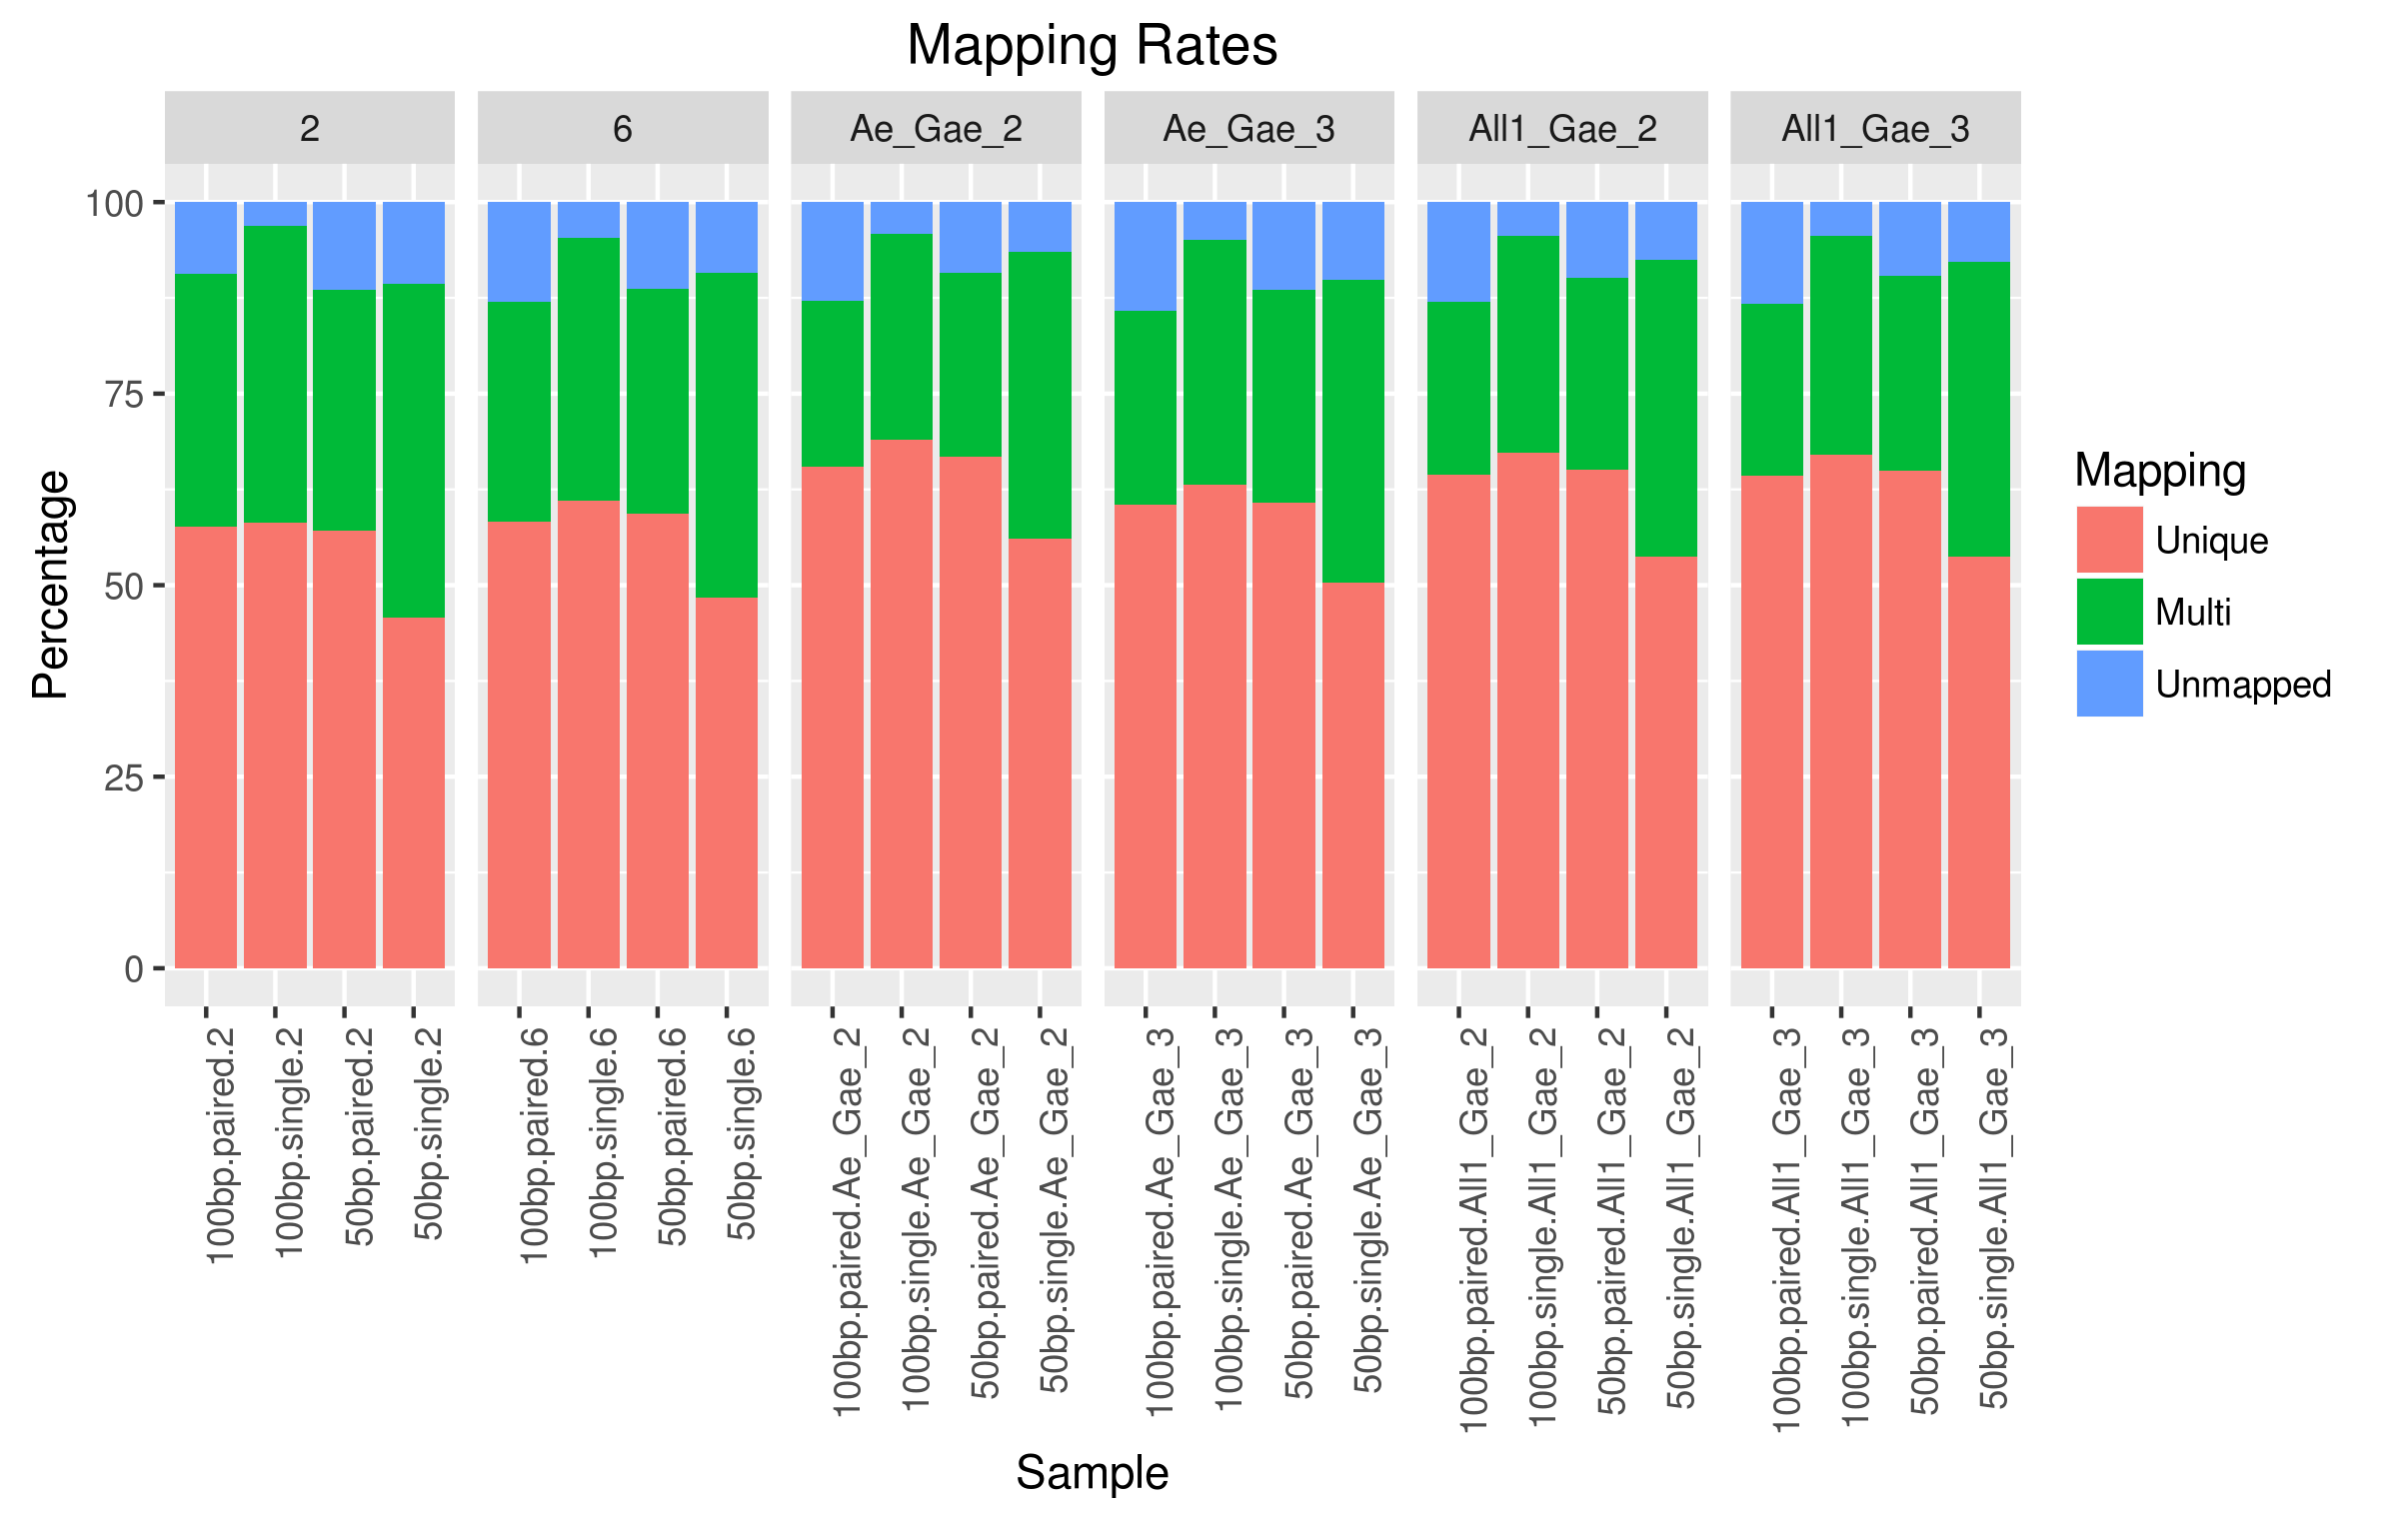 Mapping Rates
2 6 Ae_Gae_2 Ae_Gae_3 All1_Gae_2 All1_Gae_3
100
75
50
25
0
Percentage
100bp.paired.2
100bp.single.2
50bp.paired.2
50bp.single.2
100bp.paired.6
100bp.single.6
50bp.paired.6
50bp.single.6
100bp.paired.Ae_Gae_2
100bp.single.Ae_Gae_2
50bp.paired.Ae_Gae_2
50bp.single.Ae_Gae_2
100bp.paired.Ae_Gae_3
100bp.single.Ae_Gae_3
50bp.paired.Ae_Gae_3
50bp.single.Ae_Gae_3
100bp.paired.All1_Gae_2
100bp.single.All1_Gae_2
50bp.paired.All1_Gae_2
50bp.single.All1_Gae_2
100bp.paired.All1_Gae_3
100bp.single.All1_Gae_3
50bp.paired.All1_Gae_3
50bp.single.All1_Gae_3
Sample
Mapping
Unique
Multi
Unmapped